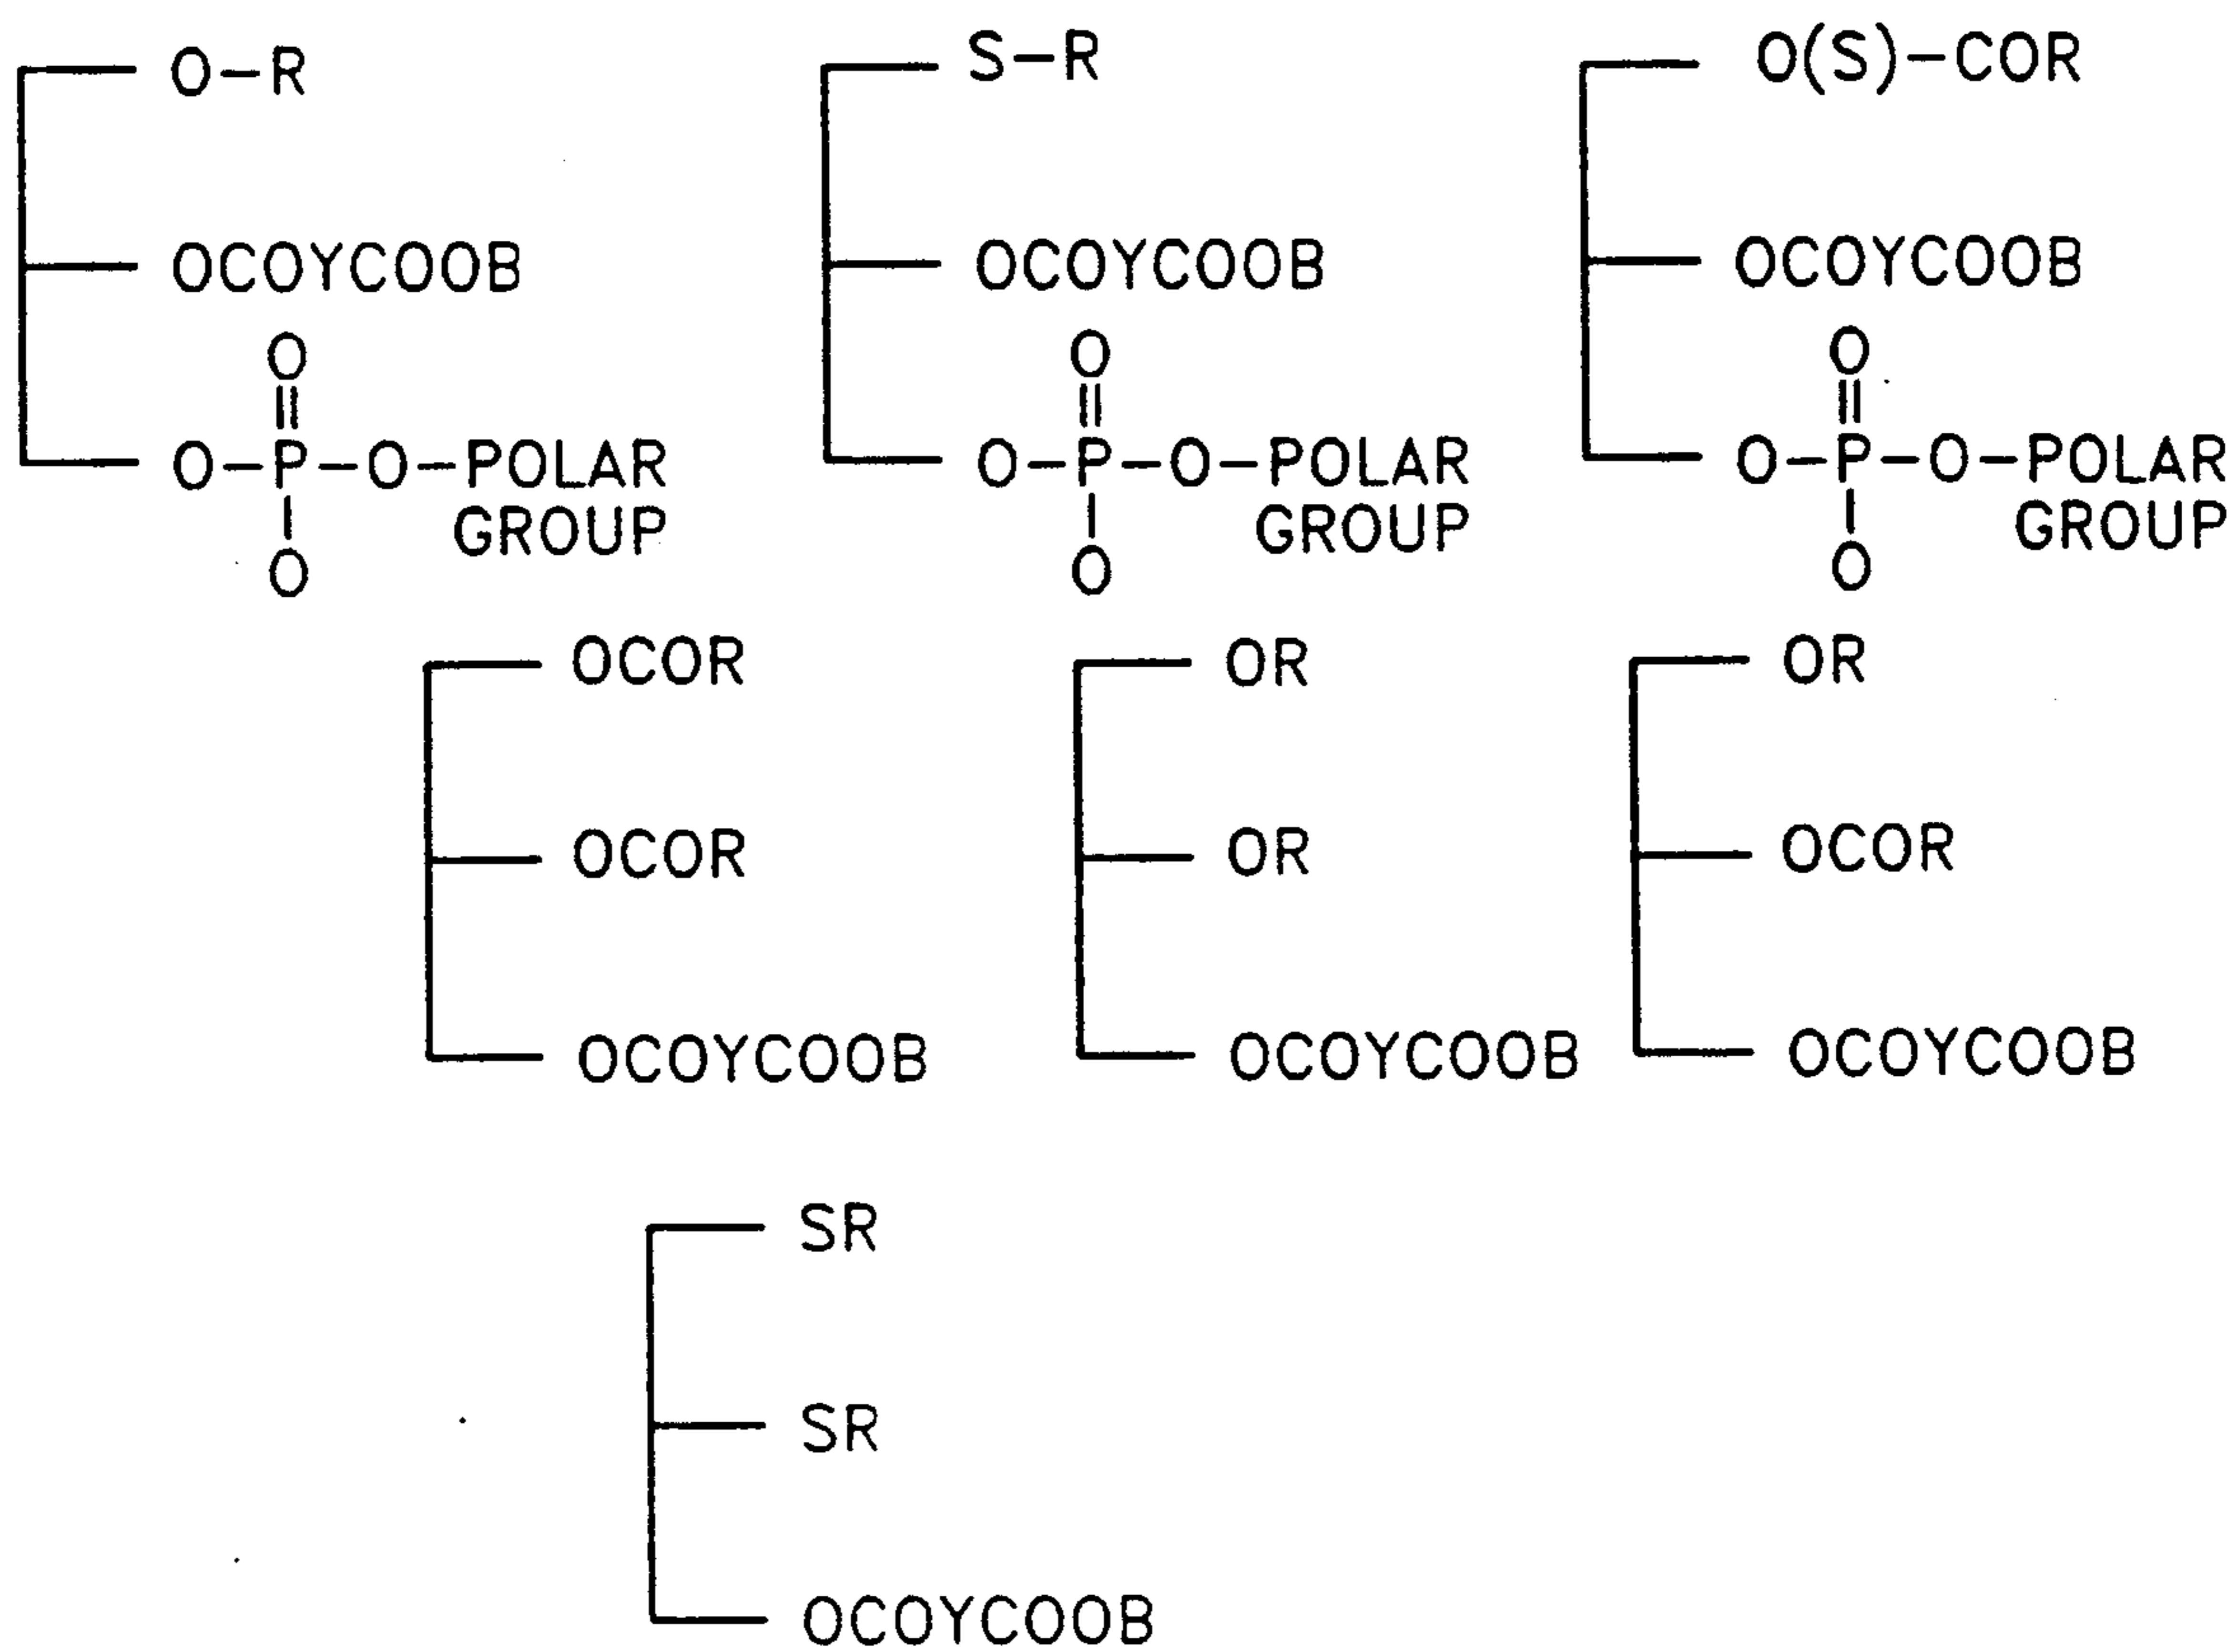 O-R
OCOYCOOB
O
||
O-P-O-POLAR
GROUP
|
O
S-R
OCOYCOOB
O
||
O-P-O-POLAR
GROUP
|
O
O(S)-COR
OCOYCOOB
O
||
O-P-O-POLAR
GROUP
|
O
OCOR
OCOR
OCOYCOOB
OR
OR
OCOYCOOB
OR
OCOR
OCOYCOOB
SR
SR
OCOYCOOB